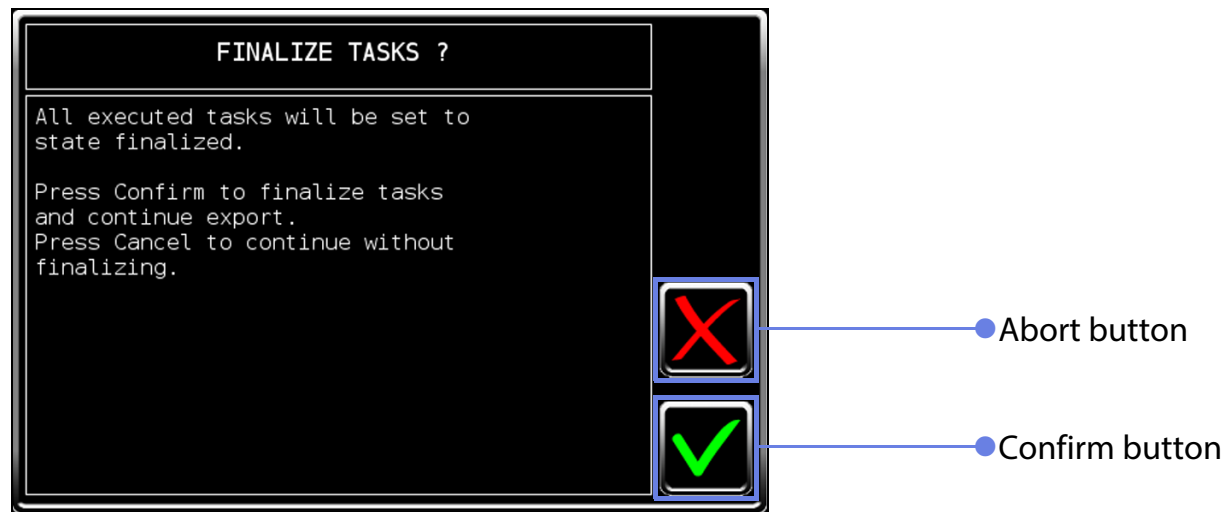 FINALIZE TASKS ?
All executed tasks will be set to
state finalized.
Press Confirm to finalize tasks
and continue export.
Press Cancel to continue without
finalizing.
Abort button
Confirm button